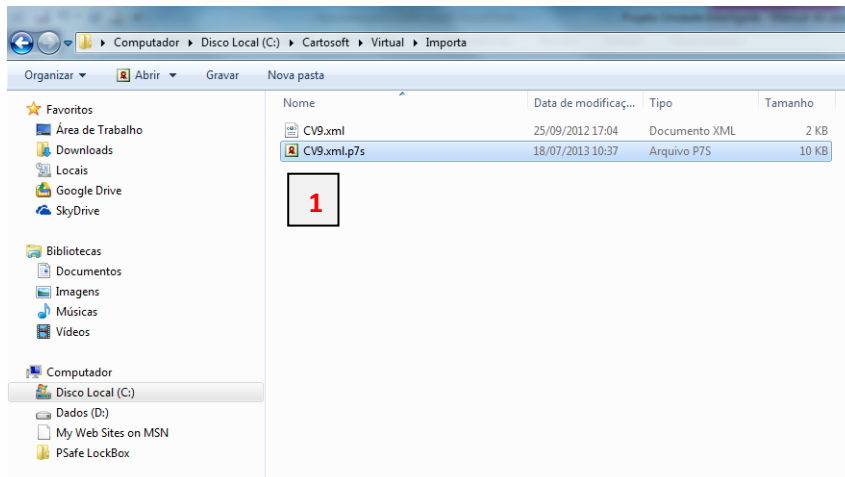 Computador Disco Local (C:) Cartosoft Virtual Importa
Organizar Abrir Gravar Nova pasta
Nome Data de modificaç... Tipo Tamanho
CV9.xml 25/09/2012 17:04 Documento XML 2 KB
CV9.xml.p7s 18/07/2013 10:37 Arquivo P7S 10 KB
1
Favoritos
Área de Trabalho
Downloads
Locais
Google Drive
SkyDrive
Bibliotecas
Documentos
Imagens
Músicas
Vídeos
Computador
Disco Local (C:)
Dados (D:)
My Web Sites on MSN
PSafe LockBox